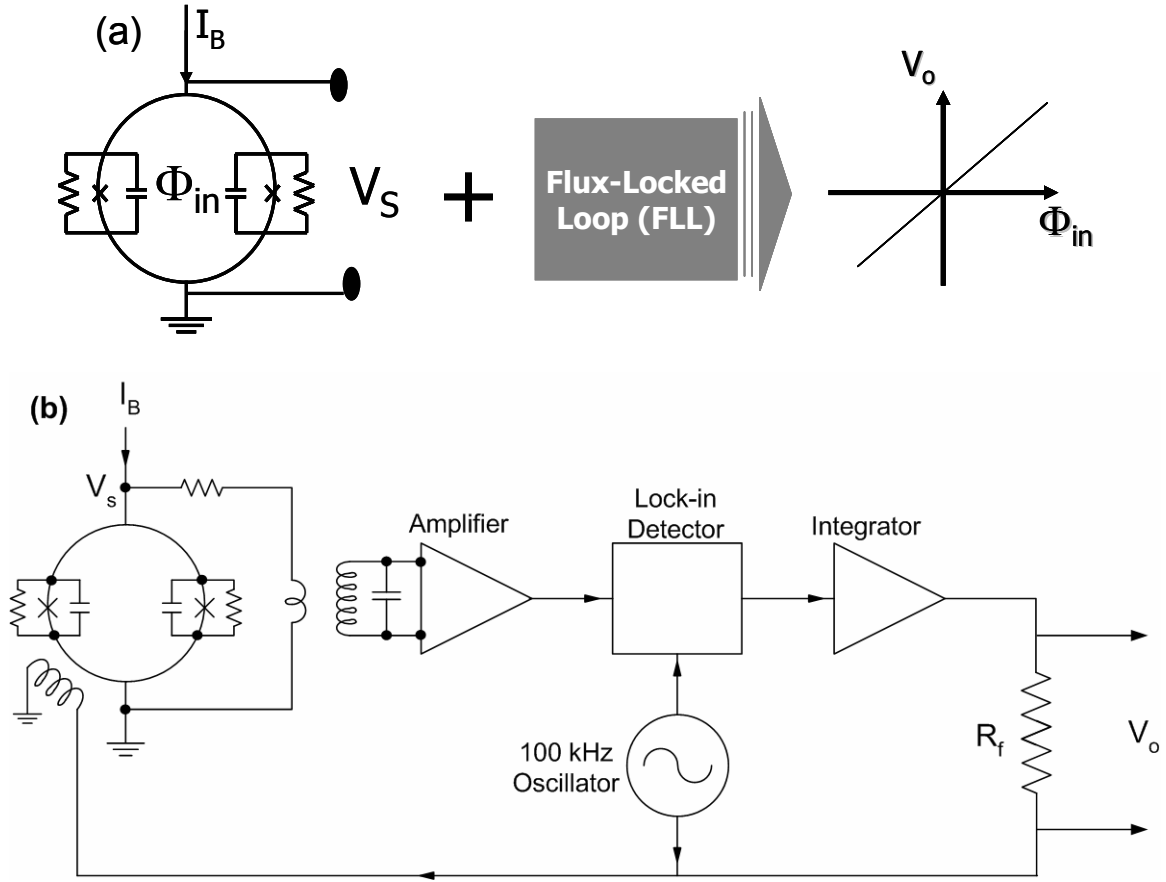 (a)
I_B
V_o
Φ_in
V_S
+
Flux-Locked
Loop (FLL)
Φ_in
(b)
I_B
V_s
Amplifier
Lock-in
Detector
Integrator
100 kHz
Oscillator
R_f
V_o